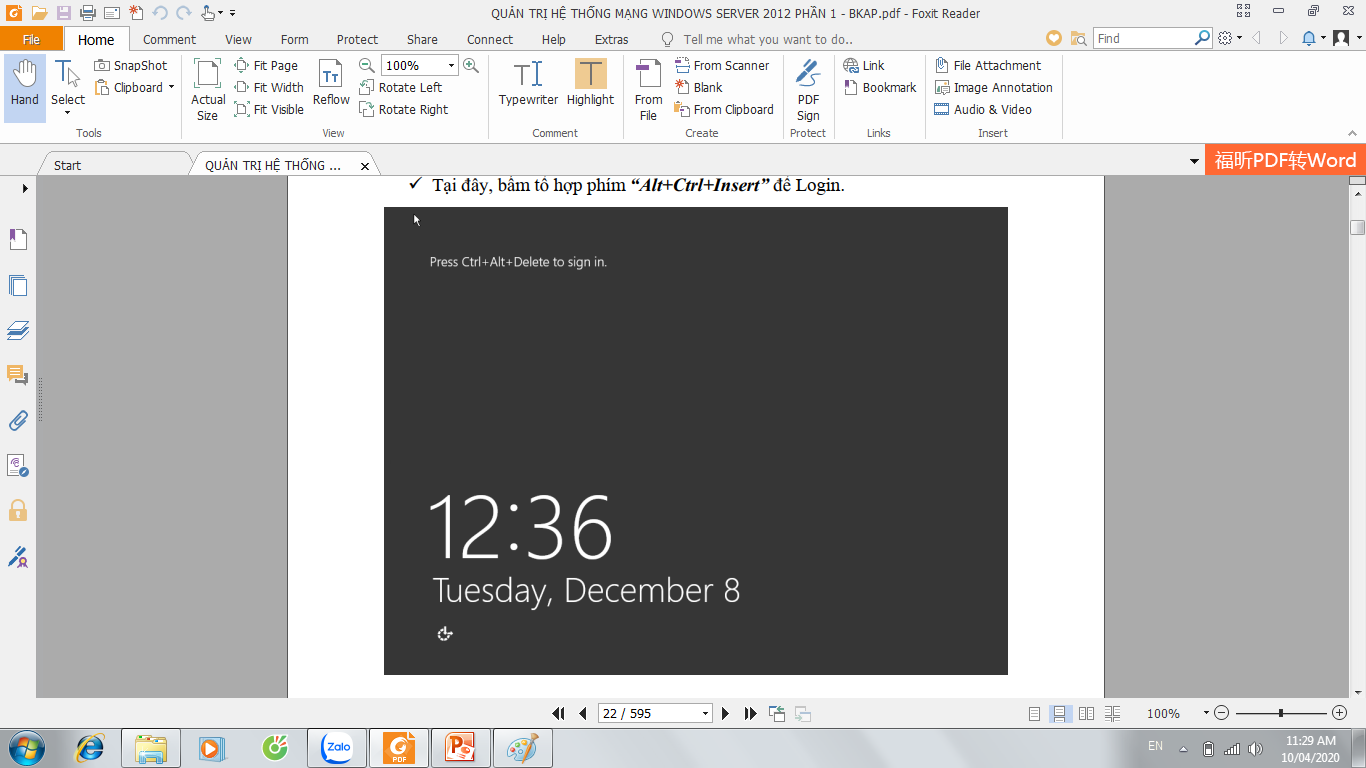 QUẢN TRỊ HỆ THỐNG MẠNG WINDOWS SERVER 2012 PHẦN 1 - BKAP.pdf - Foxit Reader
File Home Comment View Form Protect Share Connect Help Extras Tell me what you want to do.. Find
Hand
Select
SnapShot
Clipboard
Tools
Actual Size
Fit Page
Fit Width
Fit Visible
Reflow
100%
Rotate Left
Rotate Right
View
Typewriter
Highlight
Comment
From File
From Scanner
Blank
From Clipboard
Create
PDF Sign
Protect
Link
Bookmark
Links
File Attachment
Image Annotation
Audio & Video
Insert
Start
QUẢN TRỊ HỆ THỐNG ...
福昕PDF转Word
Tại đây, bấm tổ hợp phím “Alt+Ctrl+Insert” để Login.
Press Ctrl+Alt+Delete to sign in.
12:36
Tuesday, December 8
22 / 595
100%
Zalo
PDF
EN
11:29 AM
10/04/2020